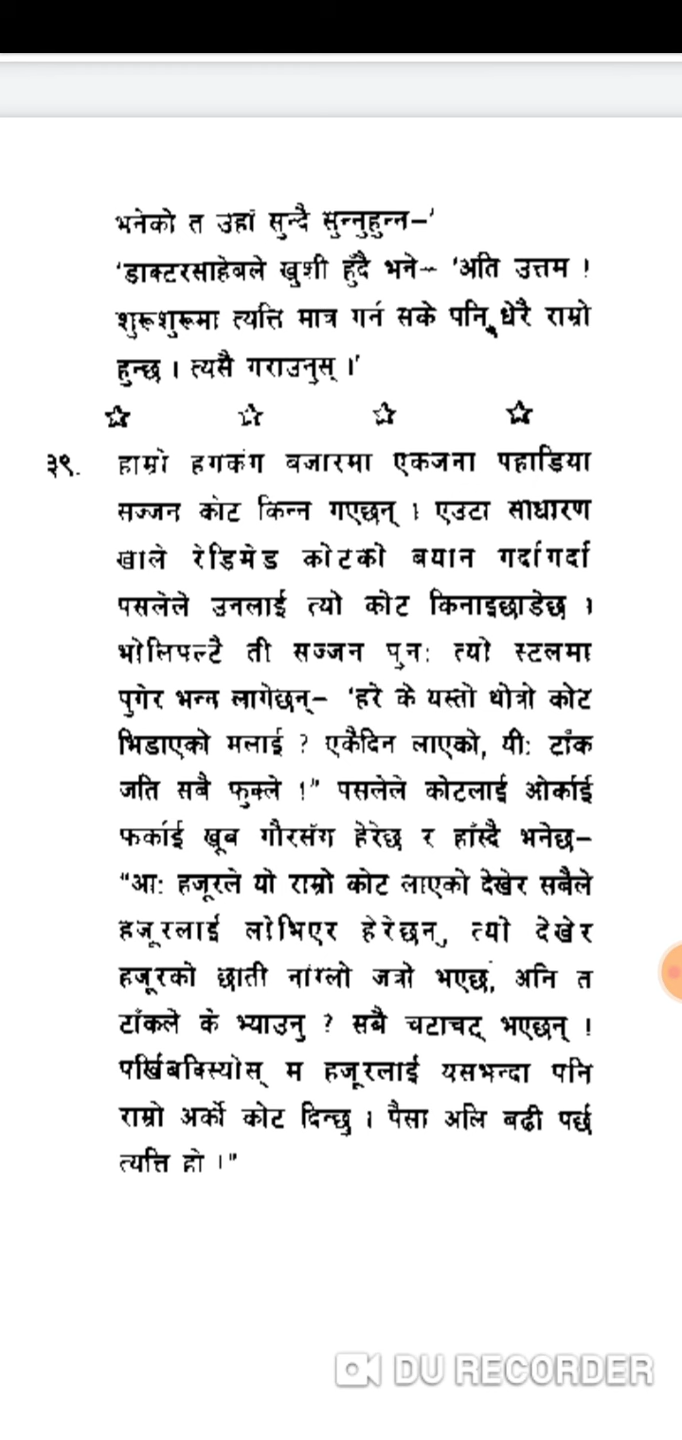 भनेको त उहाँ सुन्दै सुन्नुहुन्न–'
'डाक्टरसाहेबले खुशी हुँदै भने– 'अति उत्तम !
शुरूशुरूमा त्यत्ति मात्र गर्न सके पनि धेरै राम्रो
हुन्छ । त्यसै गराउनुस् ।'
☆ ☆ ☆ ☆
३९. हाम्रो हगकंग बजारमा एकजना पहाडिया
सज्जन कोट किन्न गएछन् । एउटा साधारण
खाले रेडिमेड कोटको बयान गर्दागर्दा
पसलेले उनलाई त्यो कोट किनाइछाडेछ ।
भोलिपल्टै ती सज्जन पुनः त्यो स्टलमा
पुगेर भन्न लागेछन्– 'हरे के यस्तो थोत्रो कोट
भिडाएको मलाई ? एकैदिन लाएको, यीः टाँक
जति सबै फुक्ले !" पसलेले कोटलाई ओर्काई
फर्काई खूब गौरसँग हेरेछ र हाँस्दै भनेछ–
"आः हजूरले यो राम्रो कोट लाएको देखेर सबैले
हजूरलाई लोभिएर हेरेछन्, त्यो देखेर
हजूरको छाती नांग्लो जत्रो भएछ, अनि त
टाँकले के भ्याउनु ? सबै चटाचट् भएछन् !
पर्खिबक्स्योस् म हजूरलाई यसभन्दा पनि
राम्रो अर्को कोट दिन्छु । पैसा अलि बढी पर्छ
त्यत्ति हो ।"
DU RECORDER